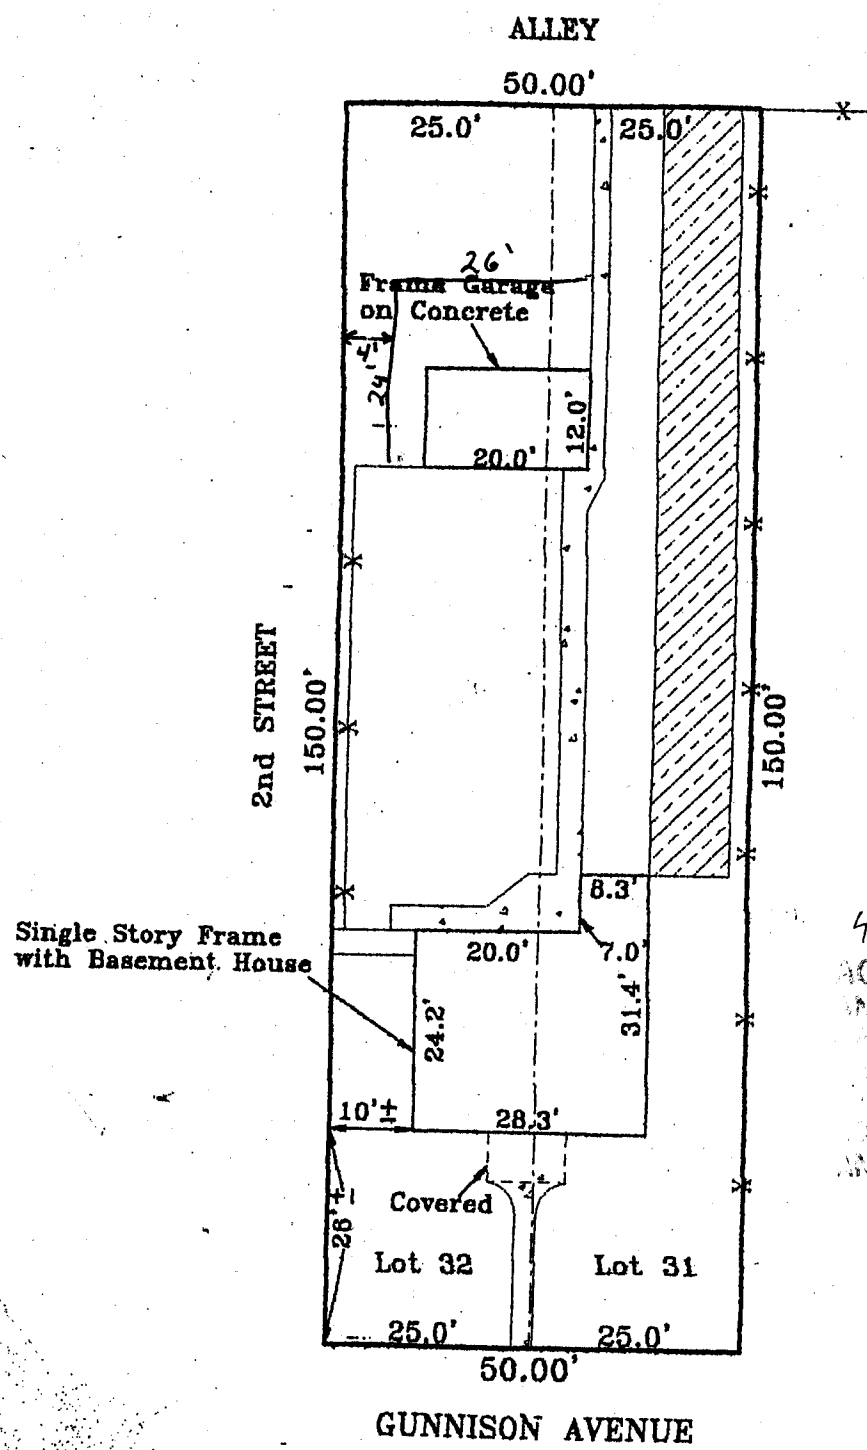 ALLEY
50.00'
25.0'
25.0'
26'
Frame Garage
on Concrete
4'
24'
12.0'
20.0'
2nd STREET
150.00'
150.00'
8.3'
Single Story Frame
with Basement House
20.0'
7.0'
24.2'
31.4'
10'±
28.3'
Covered
26'±
Lot 32
Lot 31
25.0'
25.0'
50.00'
GUNNISON AVENUE